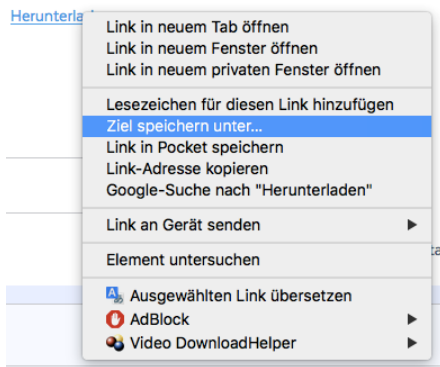 Herunterla
Link in neuem Tab öffnen
Link in neuem Fenster öffnen
Link in neuem privaten Fenster öffnen
Lesezeichen für diesen Link hinzufügen
Ziel speichern unter...
Link in Pocket speichern
Link-Adresse kopieren
Google-Suche nach "Herunterladen"
Link an Gerät senden
Element untersuchen
Ausgewählten Link übersetzen
AdBlock
Video DownloadHelper